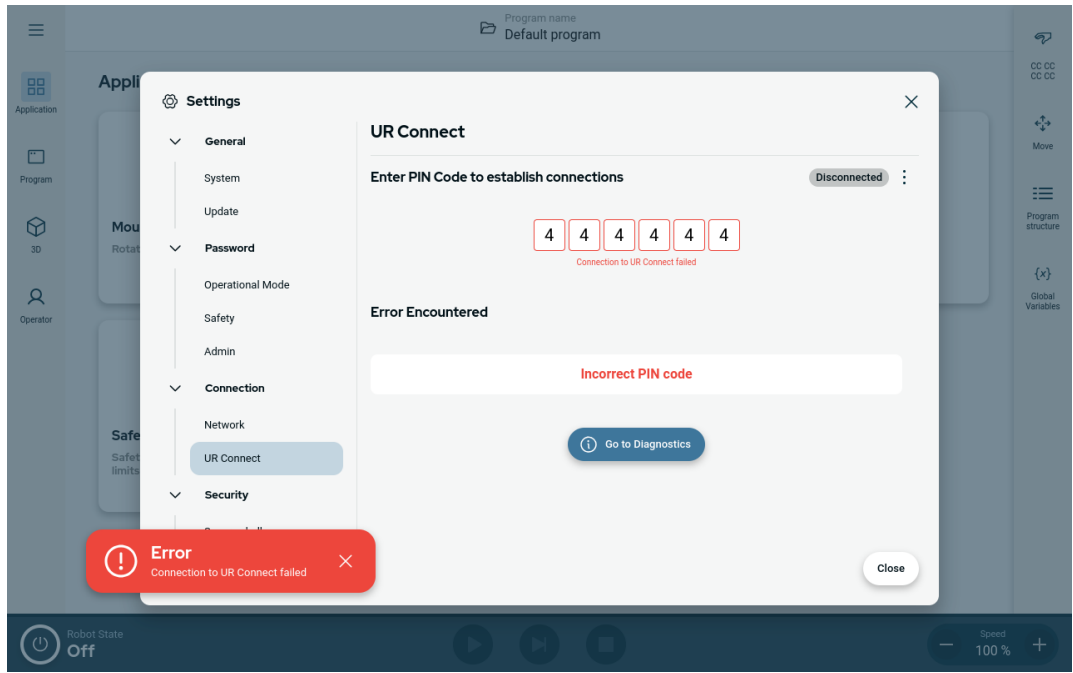 Program name
Default program
Application
Program
3D
Operator
Appli
Mou
Rotat
Safe
Safet
limits
Settings
General
System
Update
Password
Operational Mode
Safety
Admin
Connection
Network
UR Connect
Security
UR Connect
Enter PIN Code to establish connections
Disconnected
4 4 4 4 4 4
Connection to UR Connect failed
Error Encountered
Incorrect PIN code
Go to Diagnostics
Close
Error
Connection to UR Connect failed
CC CC
CC CC
Move
Program
structure
{x}
Global
Variables
Robot State
Off
Speed
100 %